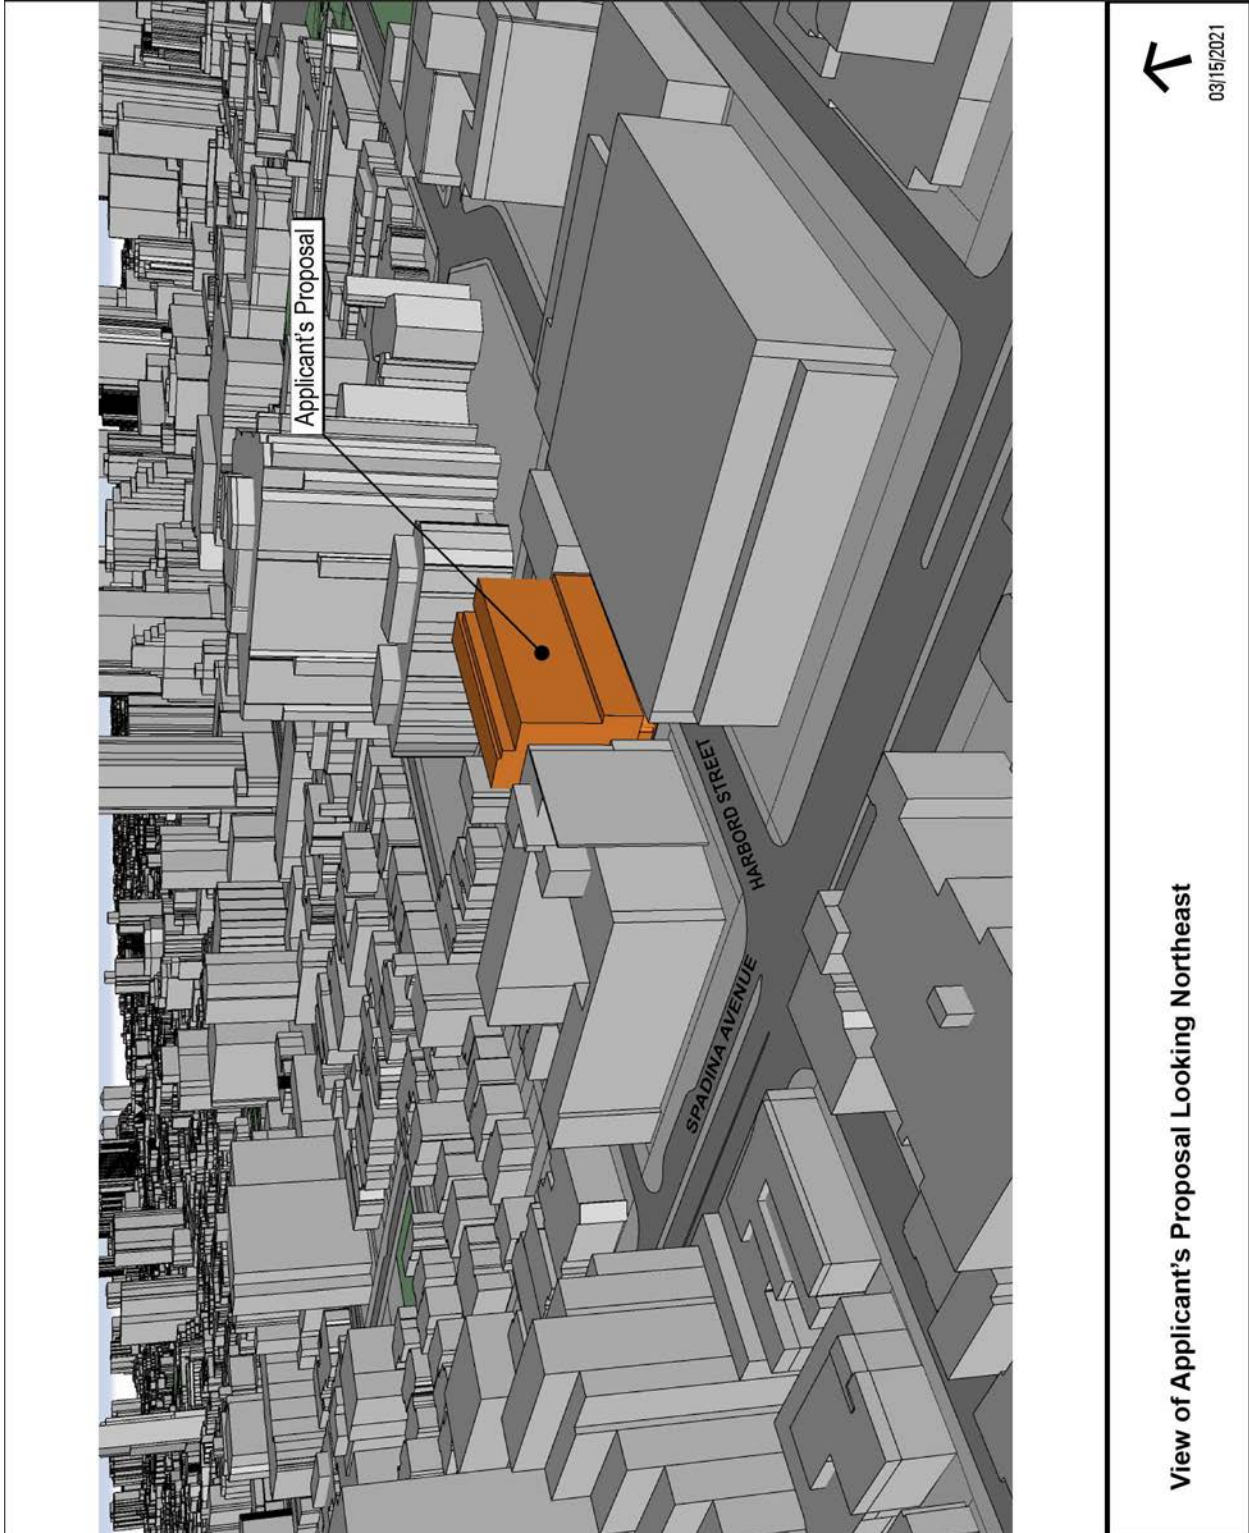 Applicant's Proposal
HARBORD STREET
SPADINA AVENUE
View of Applicant's Proposal Looking Northeast
03/15/2021